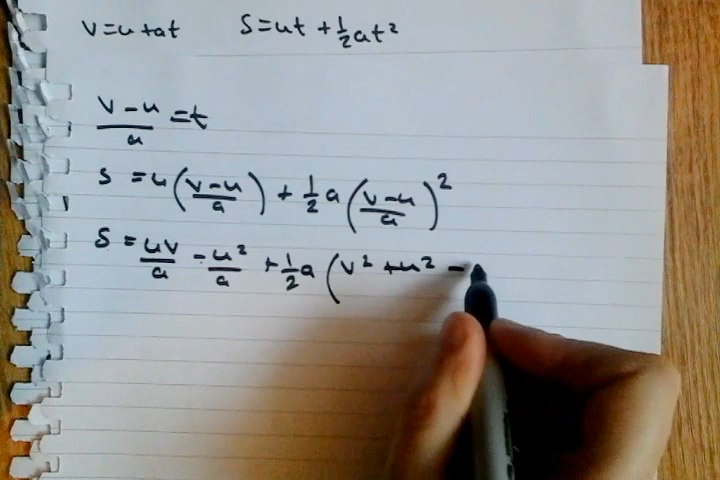 v=u+at s=ut+½at²
(v-u)/a =t
s = u((v-u)/a) + ½a((v-u)/a)²
s = uv/a - u²/a + ½a(v²+u²-